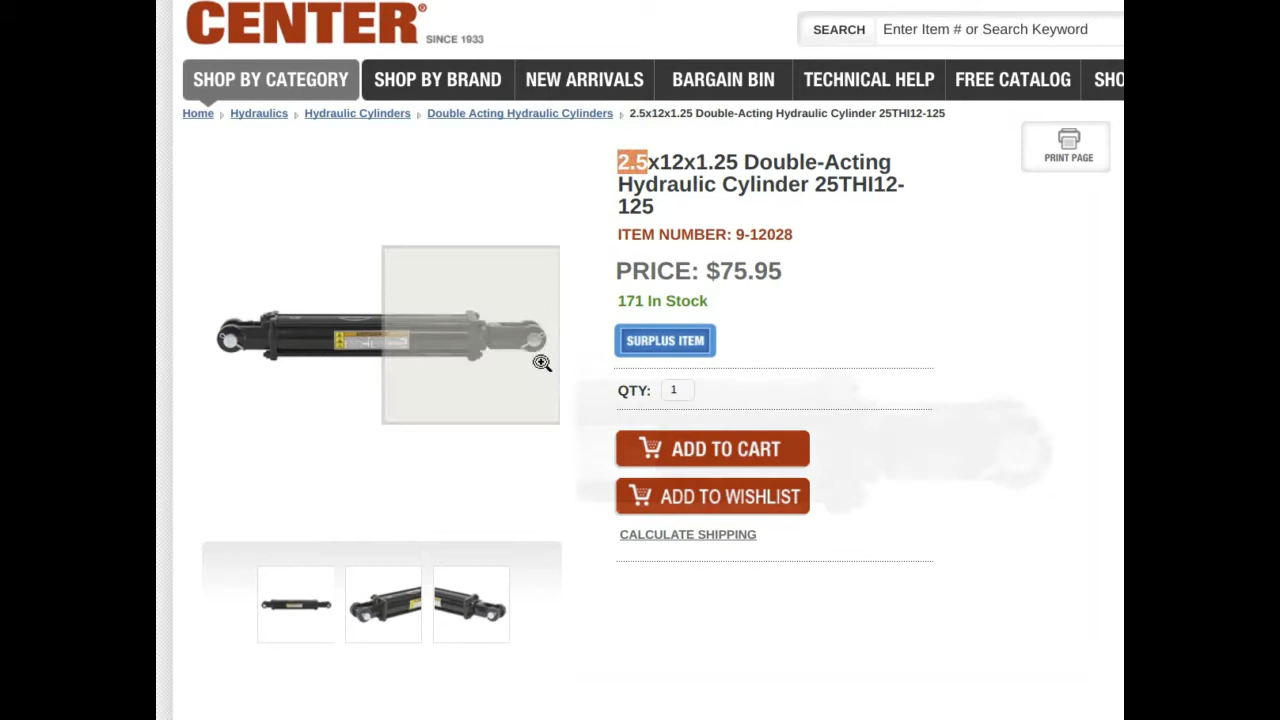 CENTER®
SINCE 1933
SEARCH Enter Item # or Search Keyword
SHOP BY CATEGORY SHOP BY BRAND NEW ARRIVALS BARGAIN BIN TECHNICAL HELP FREE CATALOG SHO
Home Hydraulics Hydraulic Cylinders Double Acting Hydraulic Cylinders 2.5x12x1.25 Double-Acting Hydraulic Cylinder 25THI12-125
PRINT PAGE
2.5x12x1.25 Double-Acting
Hydraulic Cylinder 25THI12-
125
ITEM NUMBER: 9-12028
PRICE: $75.95
171 In Stock
SURPLUS ITEM
QTY: 1
ADD TO CART
ADD TO WISHLIST
CALCULATE SHIPPING